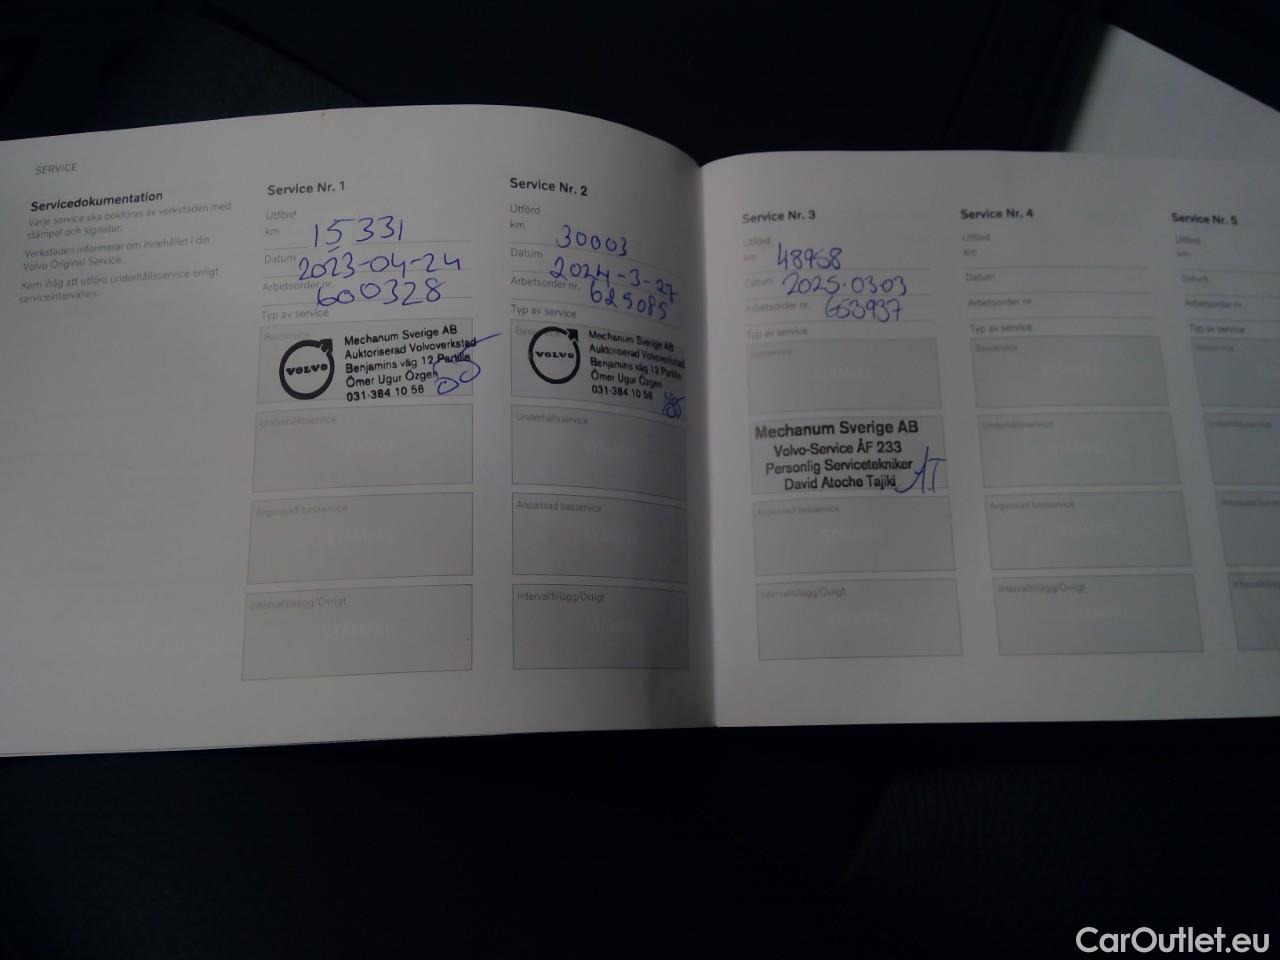 SERVICE
Servicedokumentation
Varje service ska bokföras av verkstaden med
stämpel och signatur.
Verkstaden informerar om innehållet i din
Volvo Original Service.
Kom ihåg att utföra underhållsservice enligt
serviceintervallen.
Service Nr. 1
Utförd
km 15331
Datum 2023-04-24
Arbetsorder nr. 600328
Typ av service
Basservice
VOLVO
Mechanum Sverige AB
Auktoriserad Volvoverkstad
Benjamins väg 12 Partille
Ömer Ugur Özgen
031-384 10 56
Underhållsservice
Anpassad basservice
Intervalltillägg/Övrigt
Service Nr. 2
Utförd
km 30003
Datum 2024-3-27
Arbetsorder nr. 625085
Typ av service
VOLVO
Mechanum Sverige AB
Auktoriserad Volvoverkstad
Benjamins väg 12 Partille
Ömer Ugur Özgen
031-384 10 56
Underhållsservice
Anpassad basservice
Intervalltillägg/Övrigt
Service Nr. 3
Utförd
km 48958
Datum 2025.03.03
Arbetsorder nr. 653937
Typ av service
Basservice
Mechanum Sverige AB
Volvo-Service ÅF 233
Personlig Servicetekniker
David Atoche Tajiki
AT
Anpassad basservice
Intervalltillägg/Övrigt
Service Nr. 4
Utförd
km
Datum
Arbetsorder nr.
Typ av service
Basservice
Underhållsservice
Anpassad basservice
Intervalltillägg/Övrigt
Service Nr. 5
Utförd
km
Datum
Arbetsorder nr.
Typ av service
Basservice
CarOutlet.eu